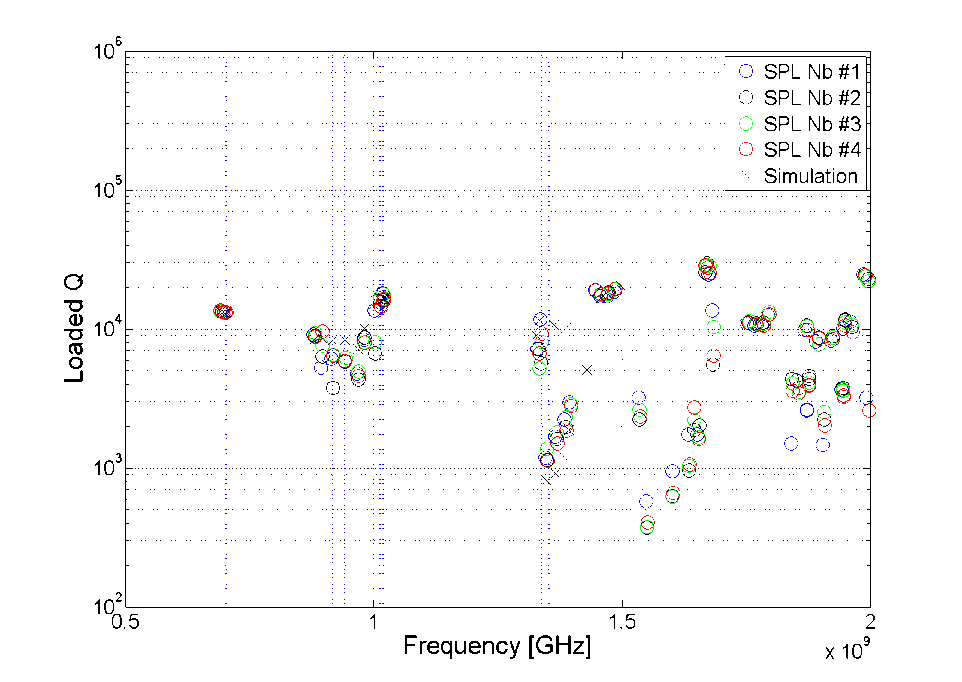 10^6
10^5
10^4
10^3
10^2
Loaded Q
SPL Nb #1
SPL Nb #2
SPL Nb #3
SPL Nb #4
Simulation
0.5
1
1.5
2
Frequency [GHz]
x 10^9